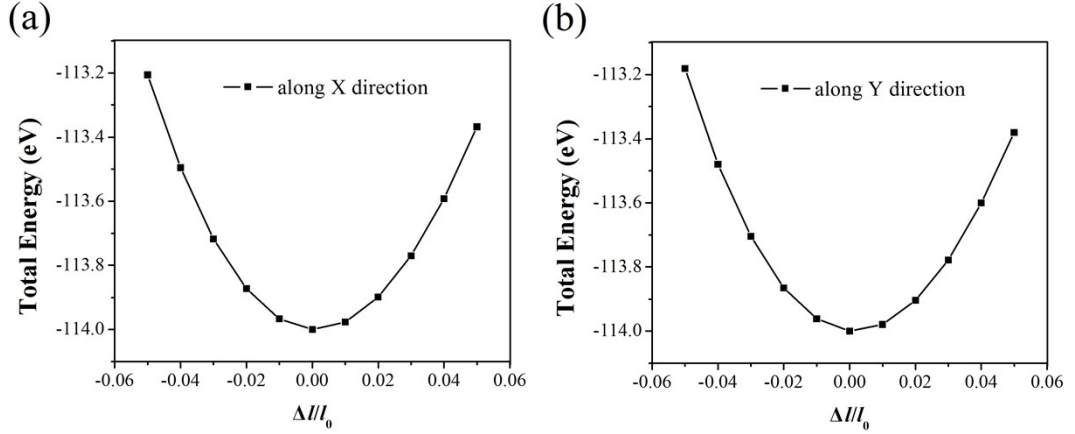 (a)
along X direction
Total Energy (eV)
-113.2
-113.4
-113.6
-113.8
-114.0
-0.06 -0.04 -0.02 0.00 0.02 0.04 0.06
Δl/l₀
(b)
along Y direction
Total Energy (eV)
-113.2
-113.4
-113.6
-113.8
-114.0
-0.06 -0.04 -0.02 0.00 0.02 0.04 0.06
Δl/l₀